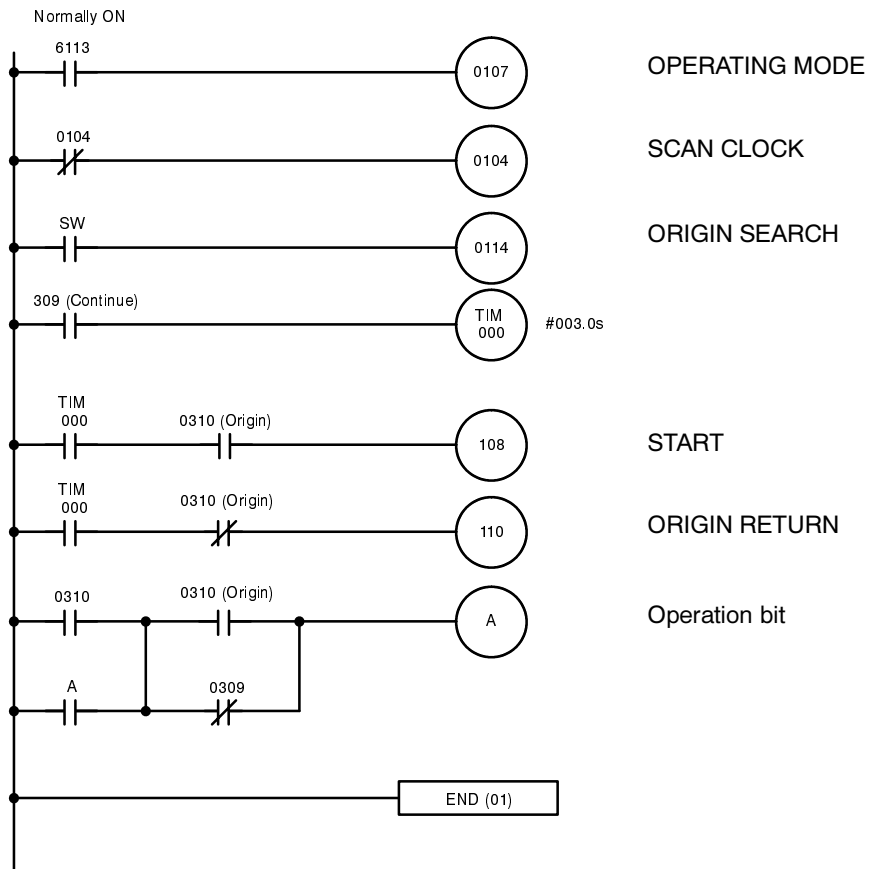 Normally ON
6113
0107
OPERATING MODE
0104
0104
SCAN CLOCK
SW
0114
ORIGIN SEARCH
309 (Continue)
TIM
000
#003.0s
TIM
000
0310 (Origin)
108
START
TIM
000
0310 (Origin)
110
ORIGIN RETURN
0310
0310 (Origin)
A
Operation bit
A
0309
END (01)